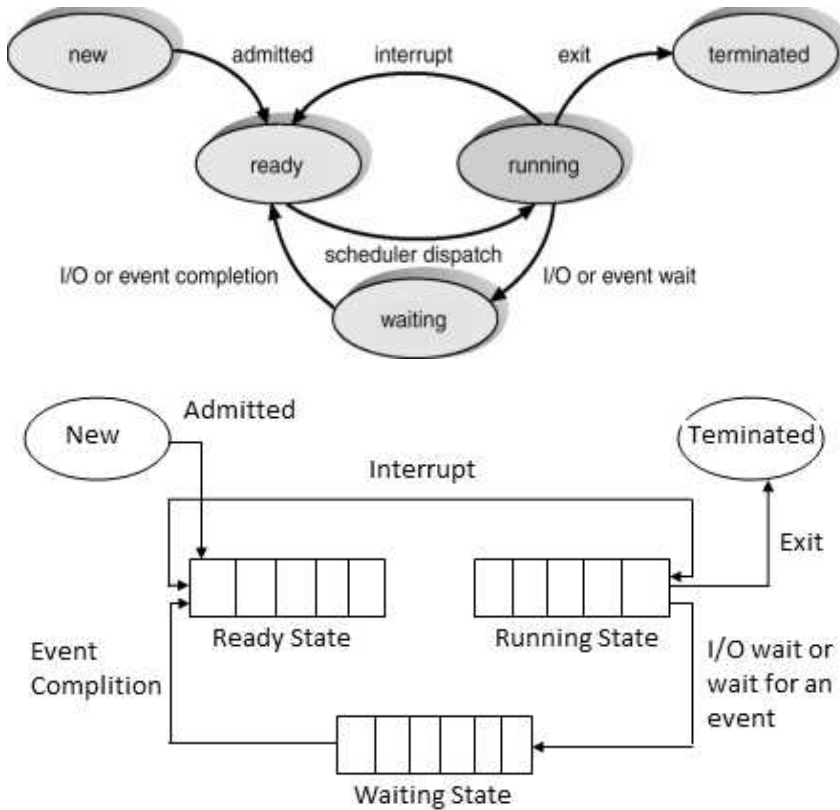 new
admitted
interrupt
exit
terminated
ready
running
scheduler dispatch
I/O or event completion
I/O or event wait
waiting
New
Admitted
Teminated
Interrupt
Exit
Ready State
Running State
Event
Complition
I/O wait or
wait for an
event
Waiting State